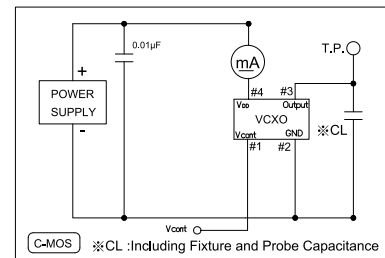 0.01µF
T.P.
mA
+
POWER
SUPPLY
-
#4
#3
VDD
Output
VCXO
Vcont
GND
#1
#2
※CL
Vcont
C-MOS
※CL :Including Fixture and Probe Capacitance